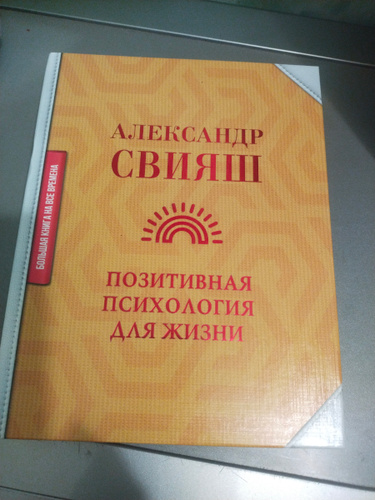 АЛЕКСАНДР
СВИЯШ
ПОЗИТИВНАЯ
ПСИХОЛОГИЯ
ДЛЯ ЖИЗНИ
БОЛЬШАЯ КНИГА НА ВСЕ ВРЕМЕНА